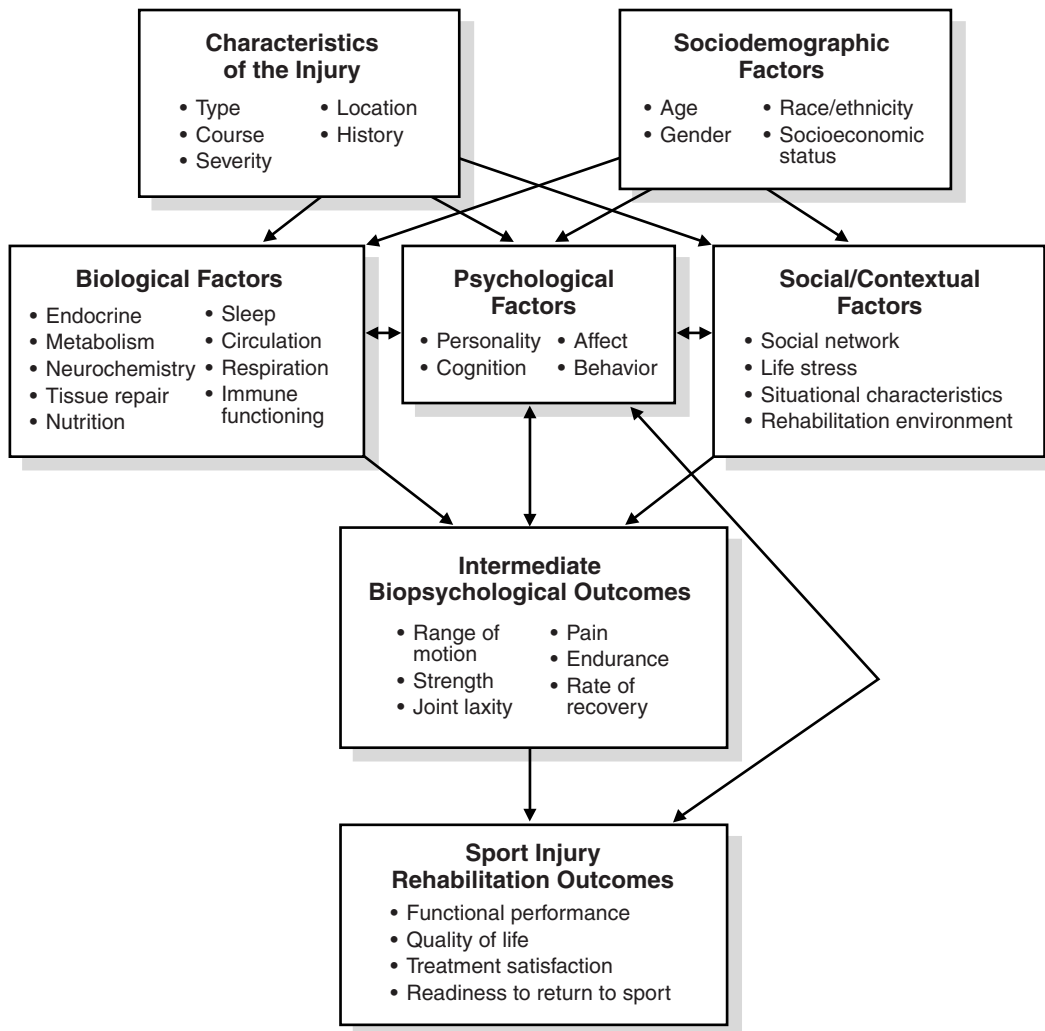 Characteristics
of the Injury
• Type
• Course
• Severity
• Location
• History
Sociodemographic
Factors
• Age
• Gender
• Race/ethnicity
• Socioeconomic
status
Biological Factors
• Endocrine
• Metabolism
• Neurochemistry
• Tissue repair
• Nutrition
• Sleep
• Circulation
• Respiration
• Immune
functioning
Psychological
Factors
• Personality
• Cognition
• Affect
• Behavior
Social/Contextual
Factors
• Social network
• Life stress
• Situational characteristics
• Rehabilitation environment
Intermediate
Biopsychological Outcomes
• Range of
motion
• Strength
• Joint laxity
• Pain
• Endurance
• Rate of
recovery
Sport Injury
Rehabilitation Outcomes
• Functional performance
• Quality of life
• Treatment satisfaction
• Readiness to return to sport